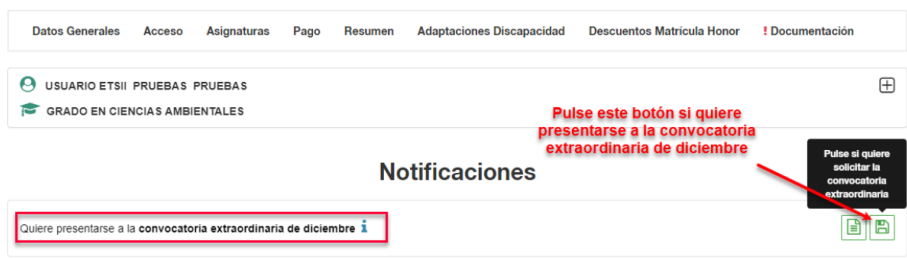 Datos Generales Acceso Asignaturas Pago Resumen Adaptaciones Discapacidad Descuentos Matrícula Honor ! Documentación
USUARIO ETSII PRUEBAS PRUEBAS
GRADO EN CIENCIAS AMBIENTALES
Pulse este botón si quiere
presentarse a la convocatoria
extraordinaria de diciembre
Pulse si quiere
solicitar la
convocatoria
extraordinaria
Notificaciones
Quiere presentarse a la convocatoria extraordinaria de diciembre i